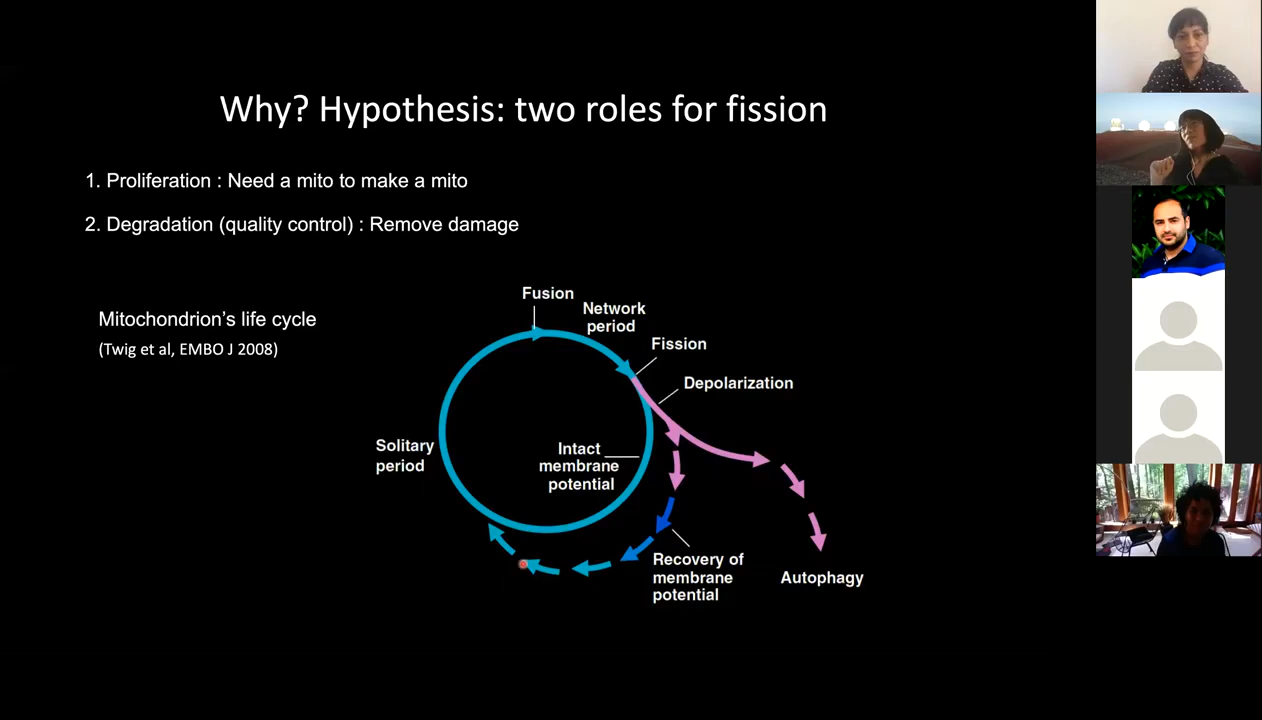 Why? Hypothesis: two roles for fission
1. Proliferation : Need a mito to make a mito
2. Degradation (quality control) : Remove damage
Mitochondrion's life cycle
(Twig et al, EMBO J 2008)
Fusion
Network
period
Fission
Depolarization
Solitary
period
Intact
membrane
potential
Recovery of
membrane
potential
Autophagy